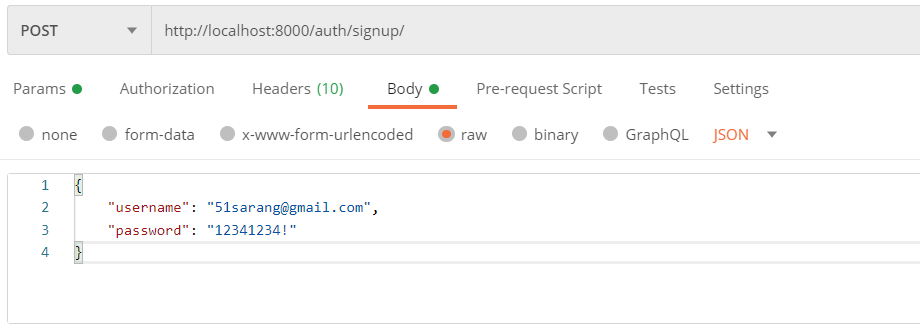 POST http://localhost:8000/auth/signup/
Params Authorization Headers (10) Body Pre-request Script Tests Settings
none form-data x-www-form-urlencoded raw binary GraphQL JSON
1 {
2 "username": "51sarang@gmail.com",
3 "password": "12341234!"
4 }